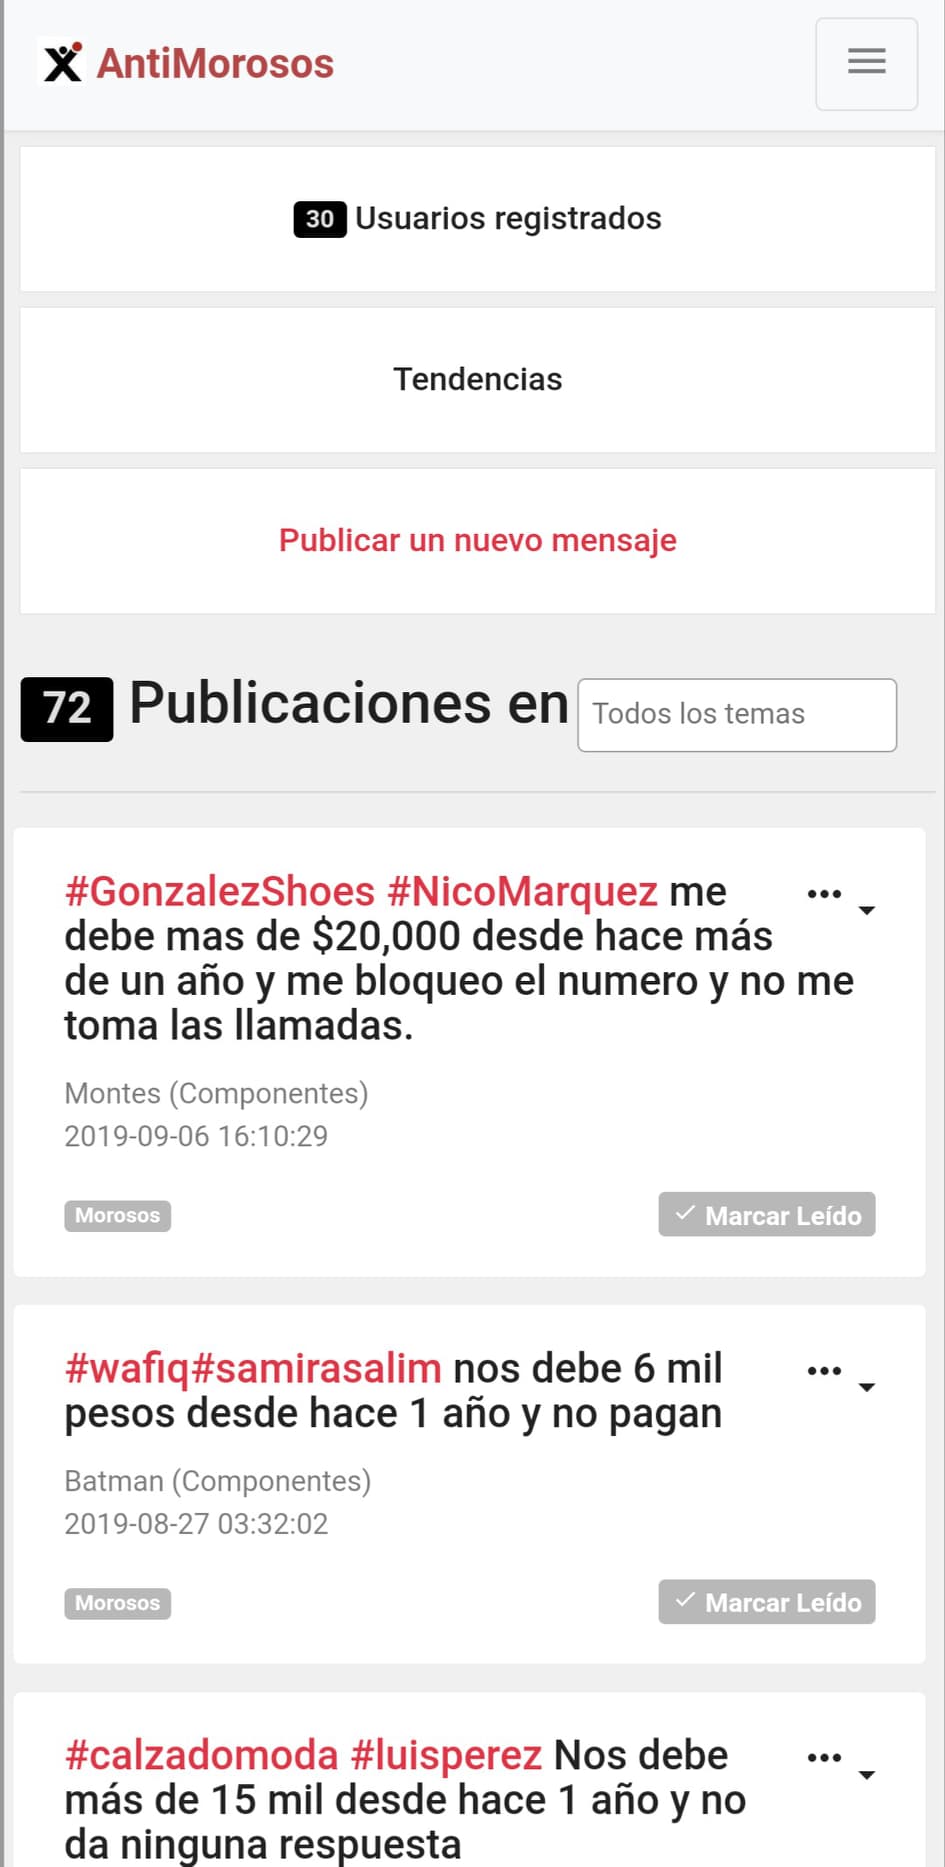 AntiMorosos
30 Usuarios registrados
Tendencias
Publicar un nuevo mensaje
72 Publicaciones en Todos los temas
#GonzalezShoes #NicoMarquez me
debe mas de $20,000 desde hace más
de un año y me bloqueo el numero y no me
toma las llamadas.
Montes (Componentes)
2019-09-06 16:10:29
Morosos
Marcar Leído
#wafiq#samirasalim nos debe 6 mil
pesos desde hace 1 año y no pagan
Batman (Componentes)
2019-08-27 03:32:02
Morosos
Marcar Leído
#calzadomoda #luisperez Nos debe
más de 15 mil desde hace 1 año y no
da ninguna respuesta